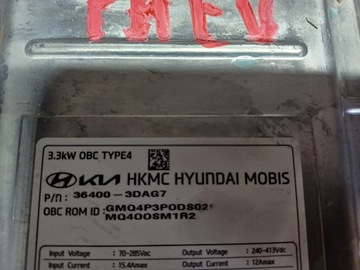 PHEV
3.3kW OBC TYPE4
KIA HKMC HYUNDAI MOBIS
P/N : 36400-3DAG7
OBC ROM ID :
MQ400SM1R2
Input Voltage : 70-285Vac Output Voltage : 240-413Vdc
Input Current : 15.4Amax Output Current : 12Amax